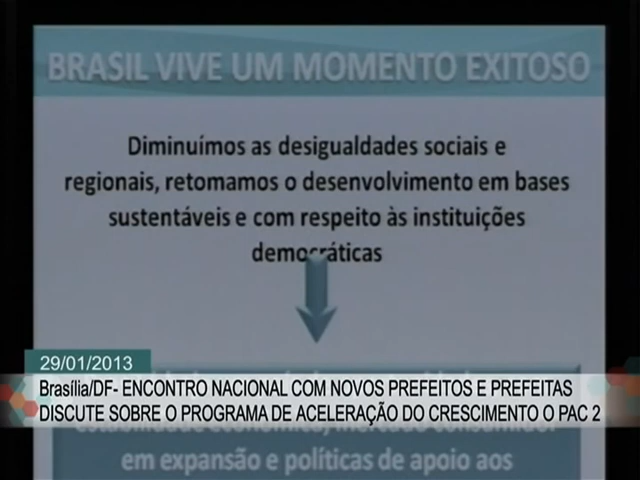 BRASIL VIVE UM MOMENTO EXITOSO
Diminuímos as desigualdades sociais e
regionais, retomamos o desenvolvimento em bases
sustentáveis e com respeito às instituições
democráticas
29/01/2013
Brasília/DF- ENCONTRO NACIONAL COM NOVOS PREFEITOS E PREFEITAS
DISCUTE SOBRE O PROGRAMA DE ACELERAÇÃO DO CRESCIMENTO O PAC 2
em expansão e políticas de apoio aos